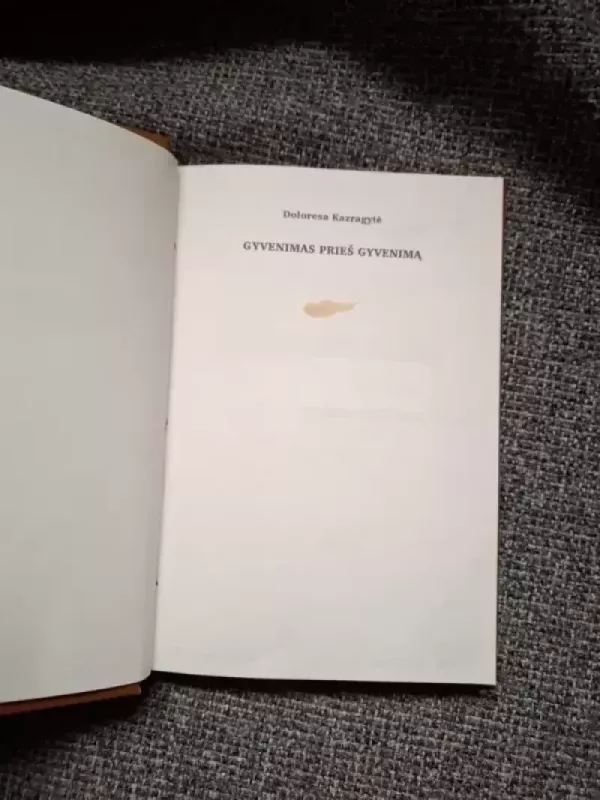 Doloresa Kazragytė
GYVENIMAS PRIEŠ GYVENIMĄ